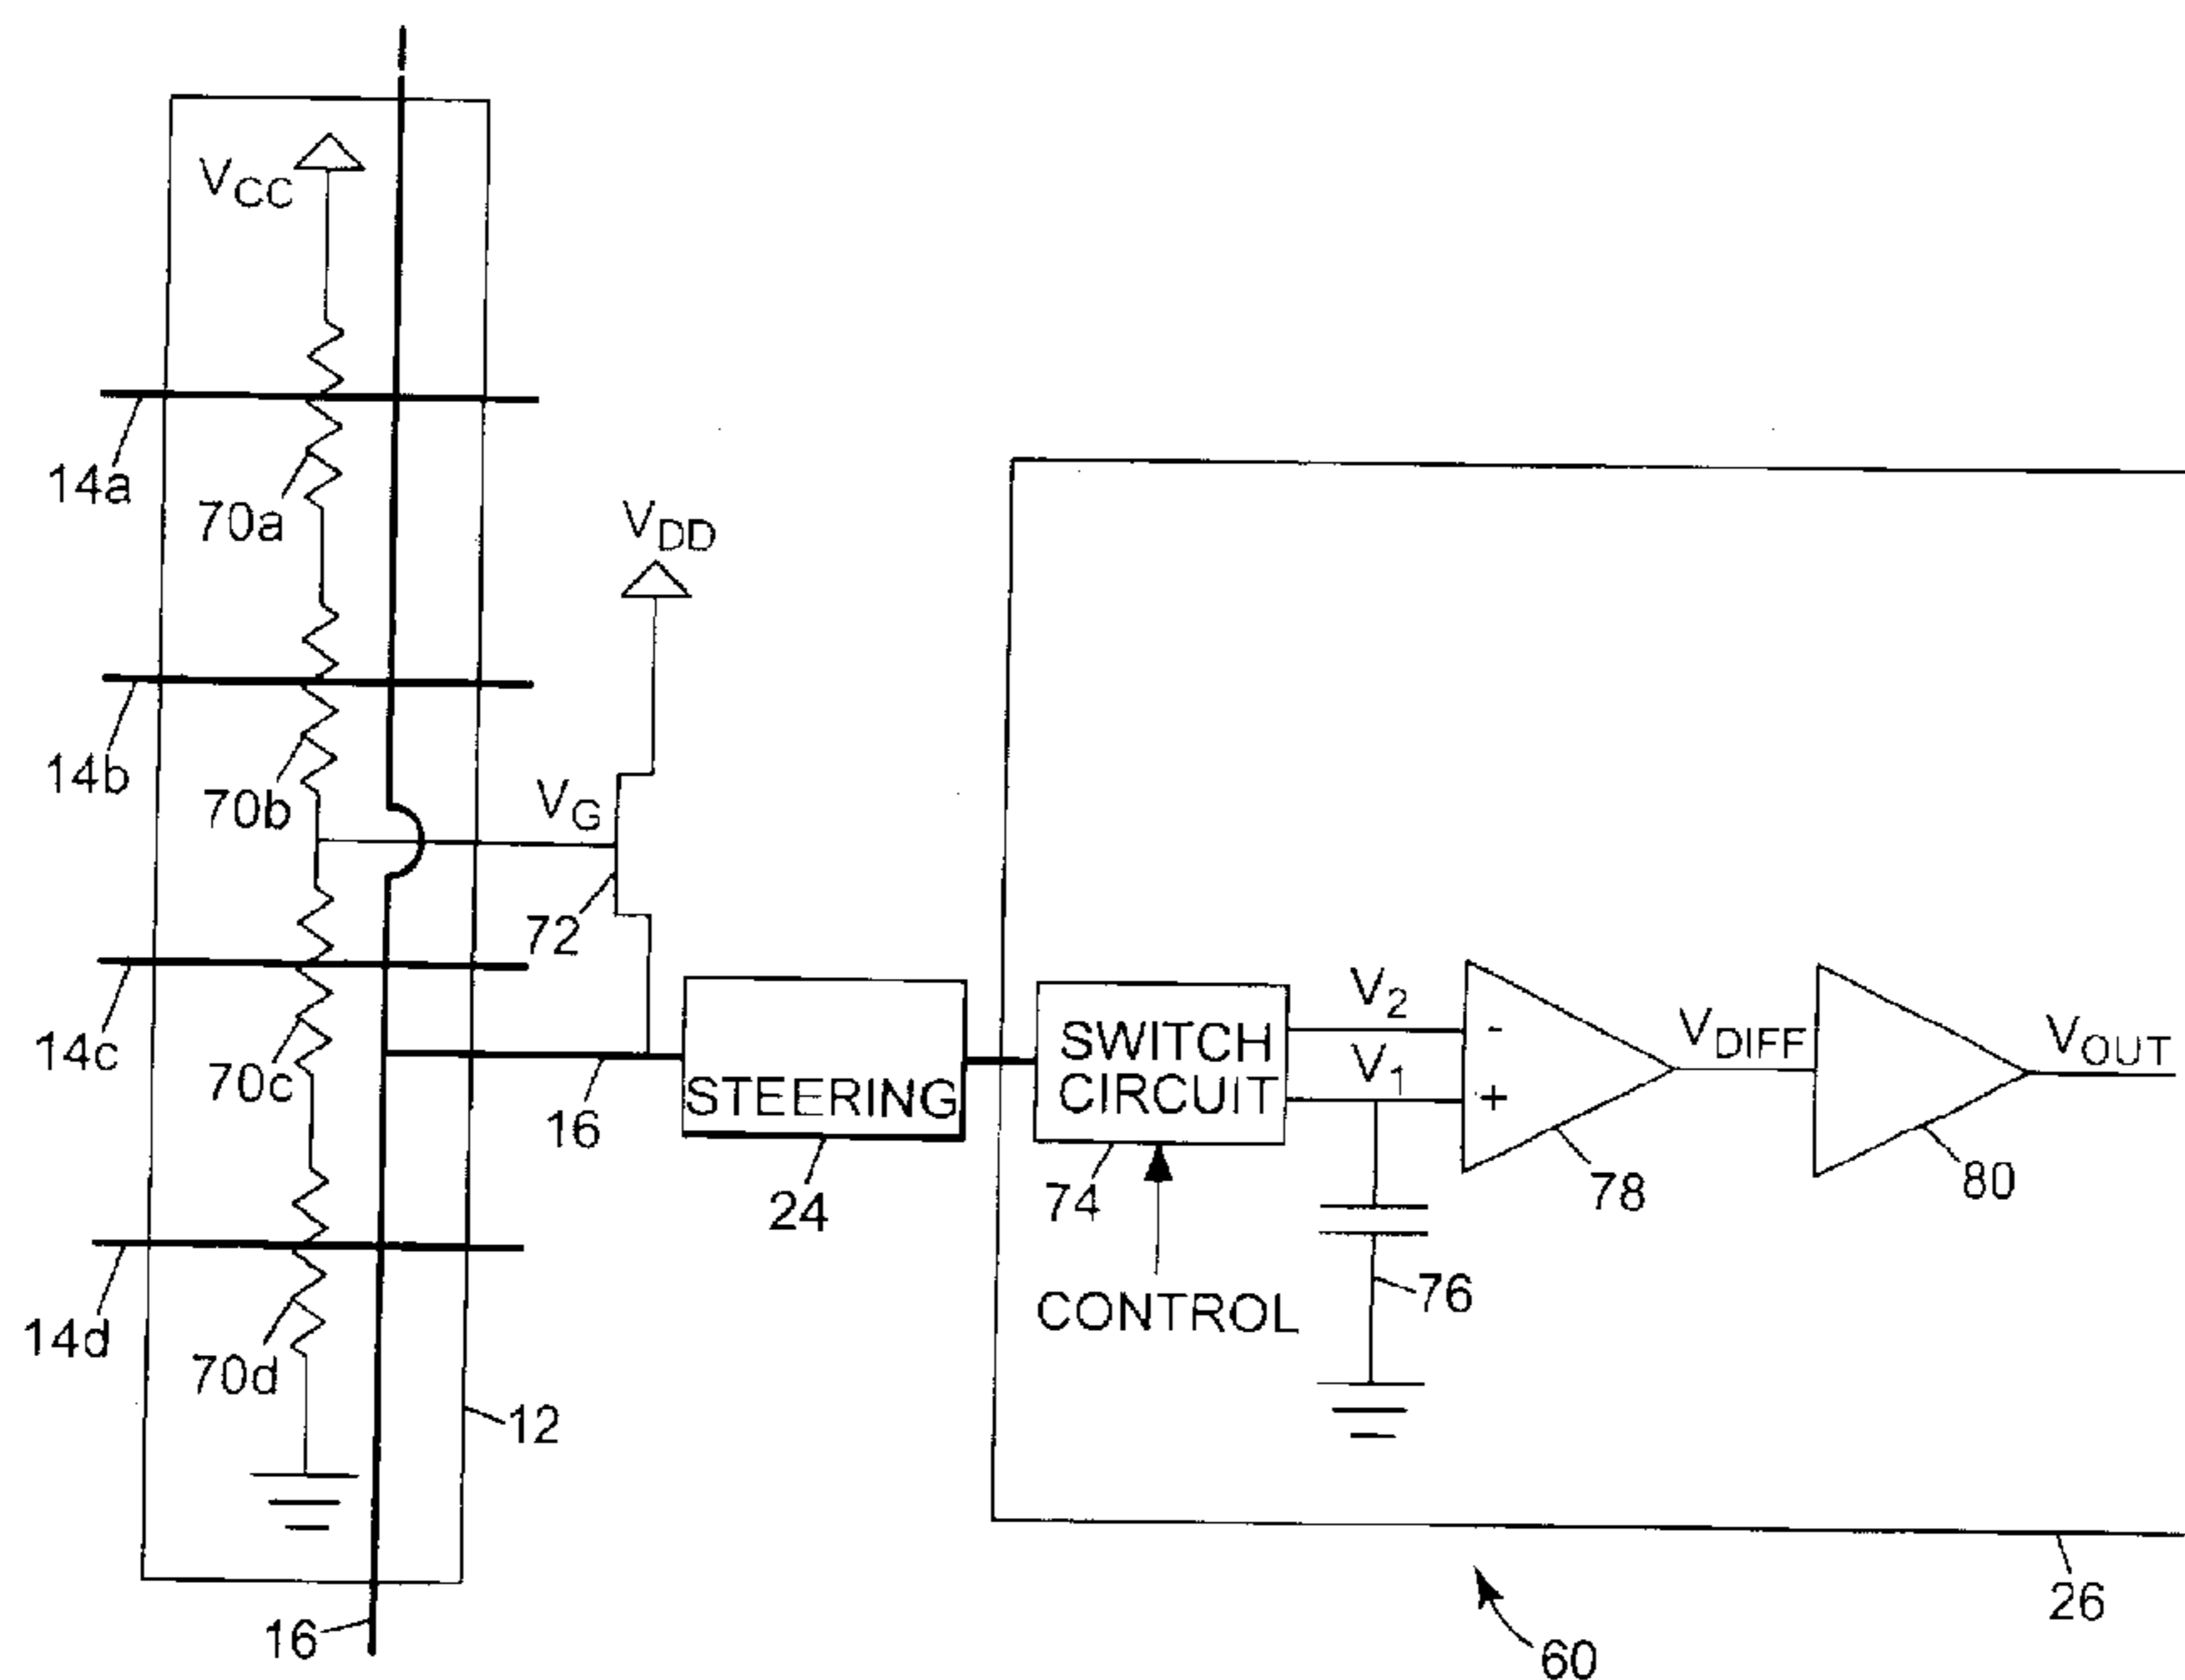 VCC
14a
70a
VDD
14b
70b
VG
72
14c
70c
16
STEERING
24
SWITCH
CIRCUIT
74
CONTROL
V2
V1
-
+
76
78
VDIFF
80
VOUT
14d
70d
12
16
26
60